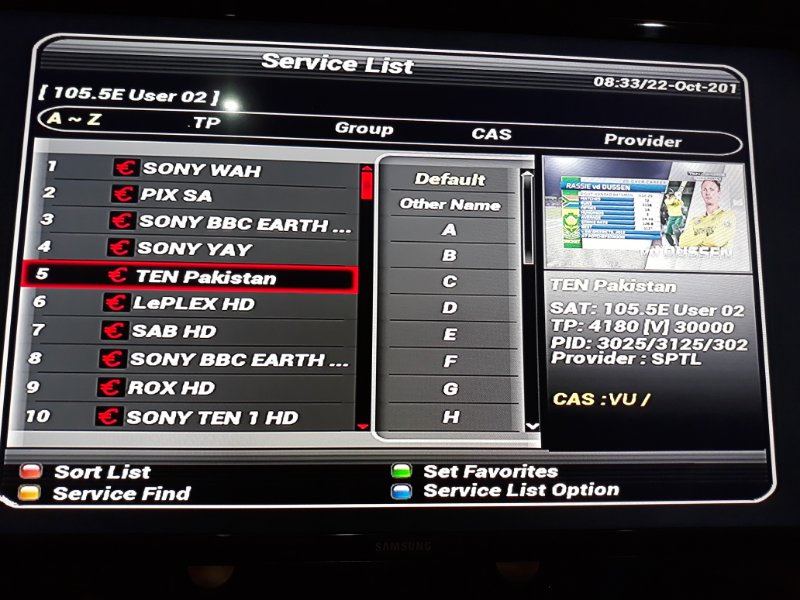 Service List
08:33/22-Oct-201
[ 105.5E User 02 ]
A ~ Z TP Group CAS Provider
1 € SONY WAH
2 € PIX SA
3 € SONY BBC EARTH ...
4 € SONY YAY
5 € TEN Pakistan
6 € LePLEX HD
7 € SAB HD
8 € SONY BBC EARTH ...
9 € ROX HD
10 € SONY TEN 1 HD
Default
Other Name
A
B
C
D
E
F
G
H
RASSIE vd DUSSEN
DUSSEN
TEN Pakistan
SAT: 105.5E User 02
TP: 4180 [V] 30000
PID: 3025/3125/302
Provider : SPTL
CAS :VU /
Sort List
Set Favorites
Service Find
Service List Option
SAMSUNG